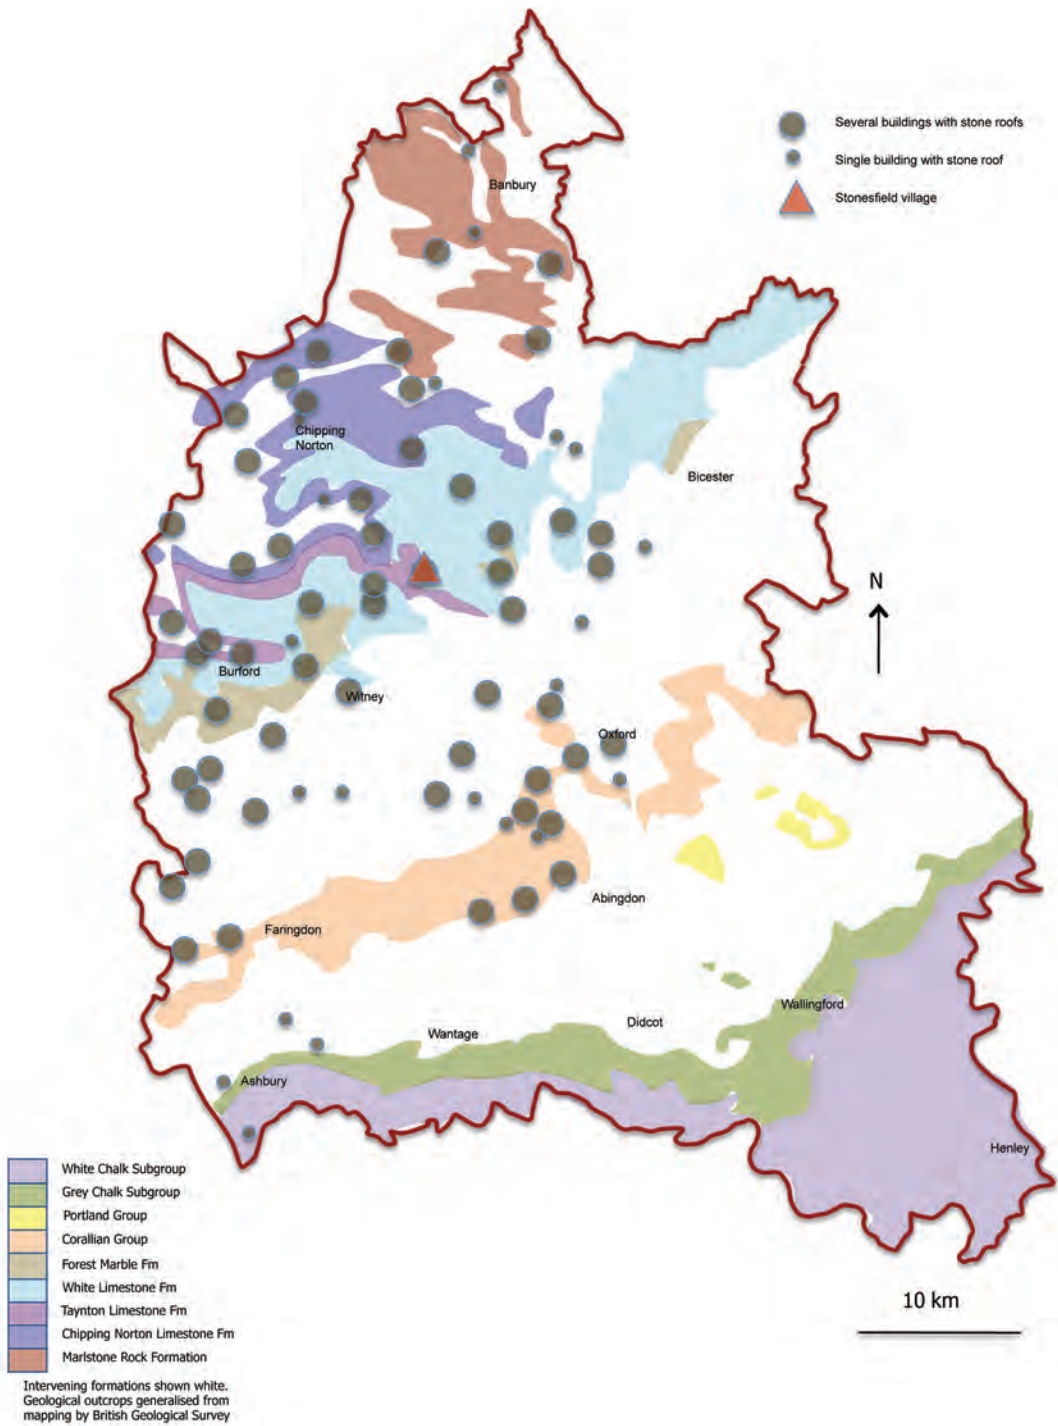 Several buildings with stone roofs
Single building with stone roof
Stonesfield village
Banbury
Chipping
Norton
Bicester
N
Burford
Witney
Oxford
Abingdon
Faringdon
Wallingford
Didcot
Wantage
Ashbury
Henley
White Chalk Subgroup
Grey Chalk Subgroup
Portland Group
Corallian Group
Forest Marble Fm
White Limestone Fm
Taynton Limestone Fm
Chipping Norton Limestone Fm
Marlstone Rock Formation
10 km
Intervening formations shown white.
Geological outcrops generalised from
mapping by British Geological Survey